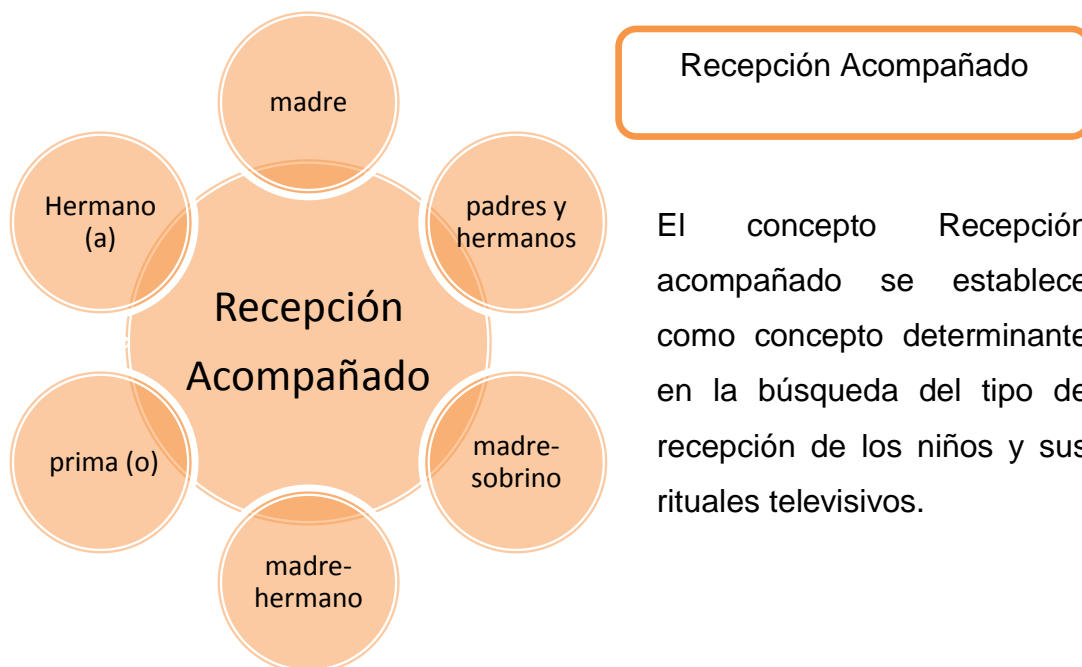 madre
padres y
hermanos
madre-
sobrino
madre-
hermano
prima (o)
Hermano
(a)
Recepción
Acompañado
Recepción Acompañado
El concepto Recepción
acompañado se establece
como concepto determinante
en la búsqueda del tipo de
recepción de los niños y sus
rituales televisivos.